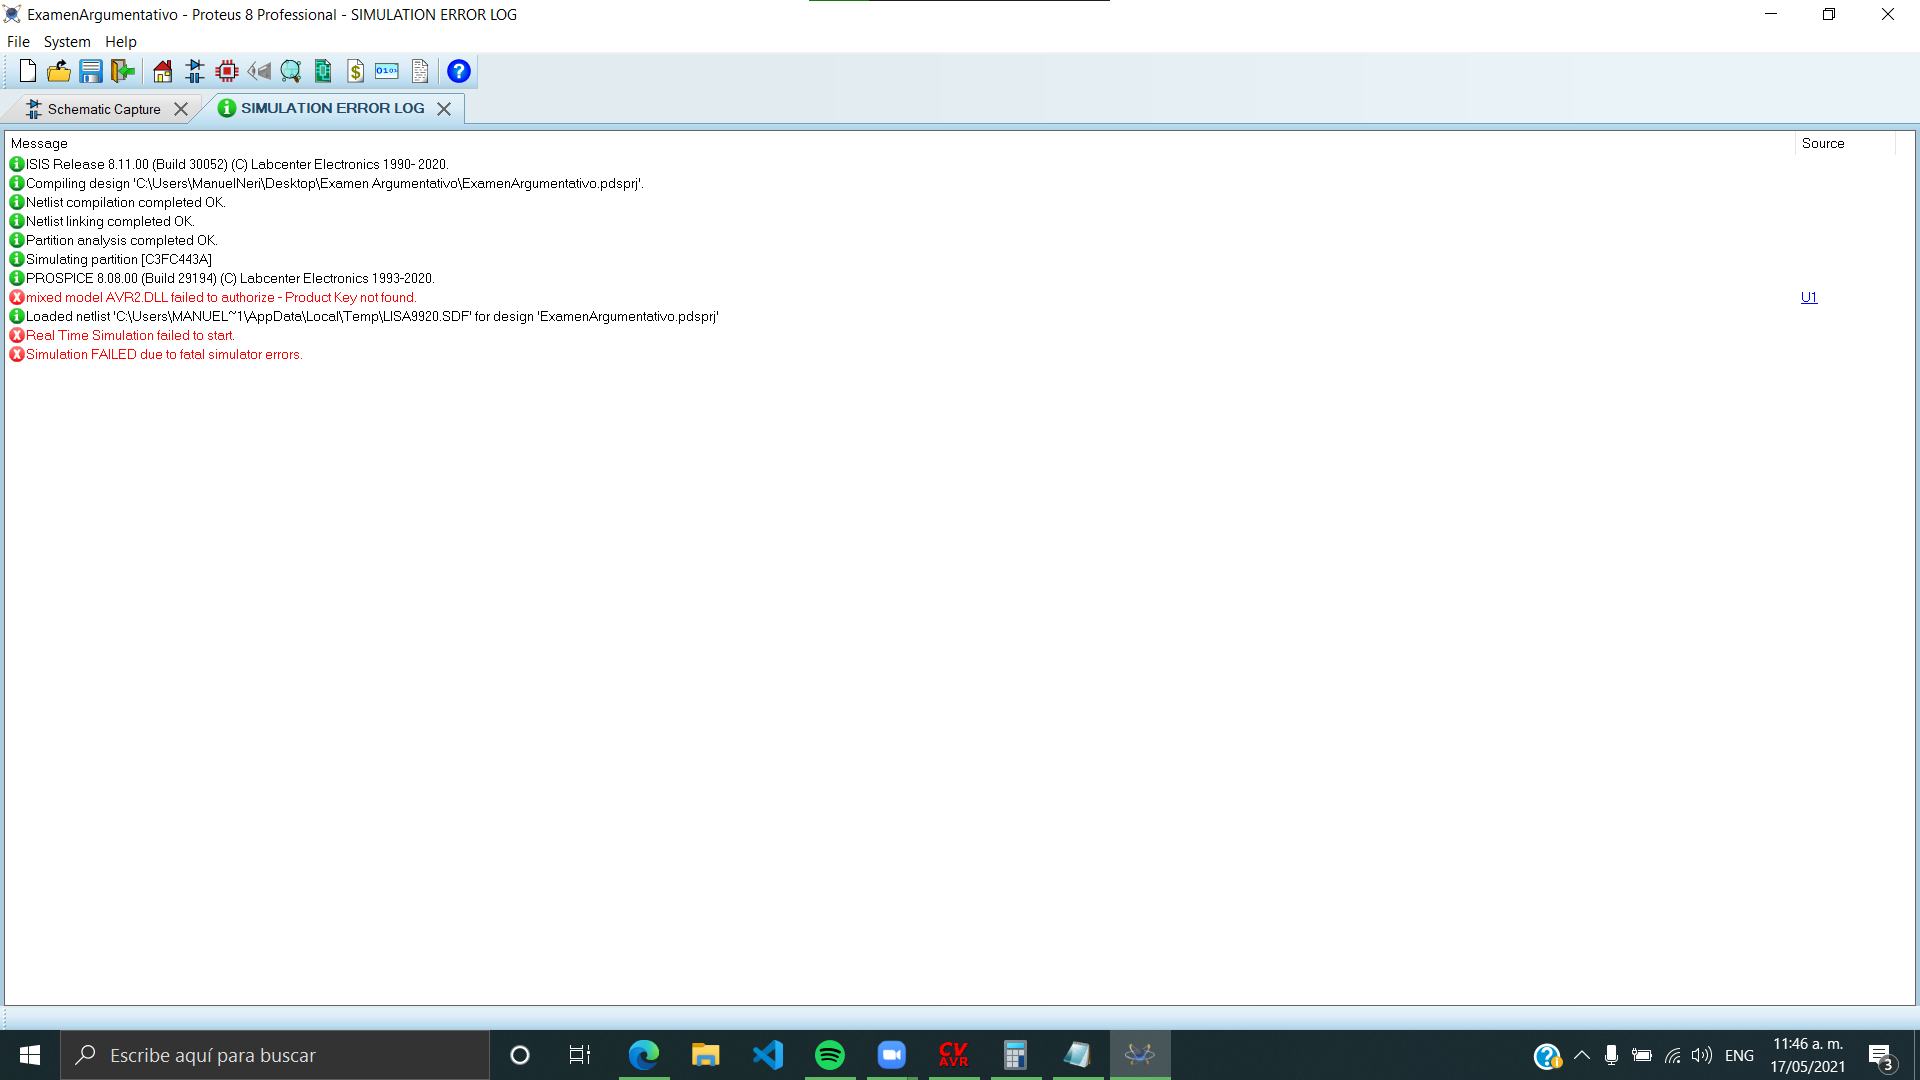 ExamenArgumentativo - Proteus 8 Professional - SIMULATION ERROR LOG
File System Help
Schematic Capture SIMULATION ERROR LOG
Message Source
ISIS Release 8.11.00 (Build 30052) (C) Labcenter Electronics 1990- 2020.
Compiling design 'C:\Users\ManuelNeri\Desktop\Examen Argumentativo\ExamenArgumentativo.pdsprj'.
Netlist compilation completed OK.
Netlist linking completed OK.
Partition analysis completed OK.
Simulating partition [C3FC443A]
PROSPICE 8.08.00 (Build 29194) (C) Labcenter Electronics 1993-2020.
mixed model AVR2.DLL failed to authorize - Product Key not found. U1
Loaded netlist 'C:\Users\MANUEL~1\AppData\Local\Temp\LISA9920.SDF' for design 'ExamenArgumentativo.pdsprj'
Real Time Simulation failed to start.
Simulation FAILED due to fatal simulator errors.
Escribe aquí para buscar
CV
AVR
ENG
11:46 a. m.
17/05/2021
3